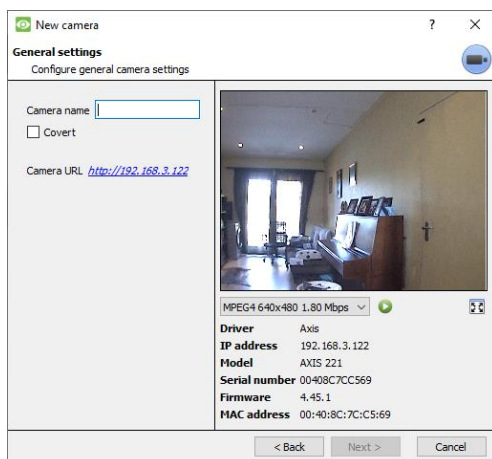 New camera
General settings
Configure general camera settings
Camera name
Covert
Camera URL http://192.168.3.122
MPEG4 640x480 1.80 Mbps
Driver Axis
IP address 192.168.3.122
Model AXIS 221
Serial number 00408C7CC569
Firmware 4.45.1
MAC address 00:40:8C:7C:C5:69
< Back Next > Cancel